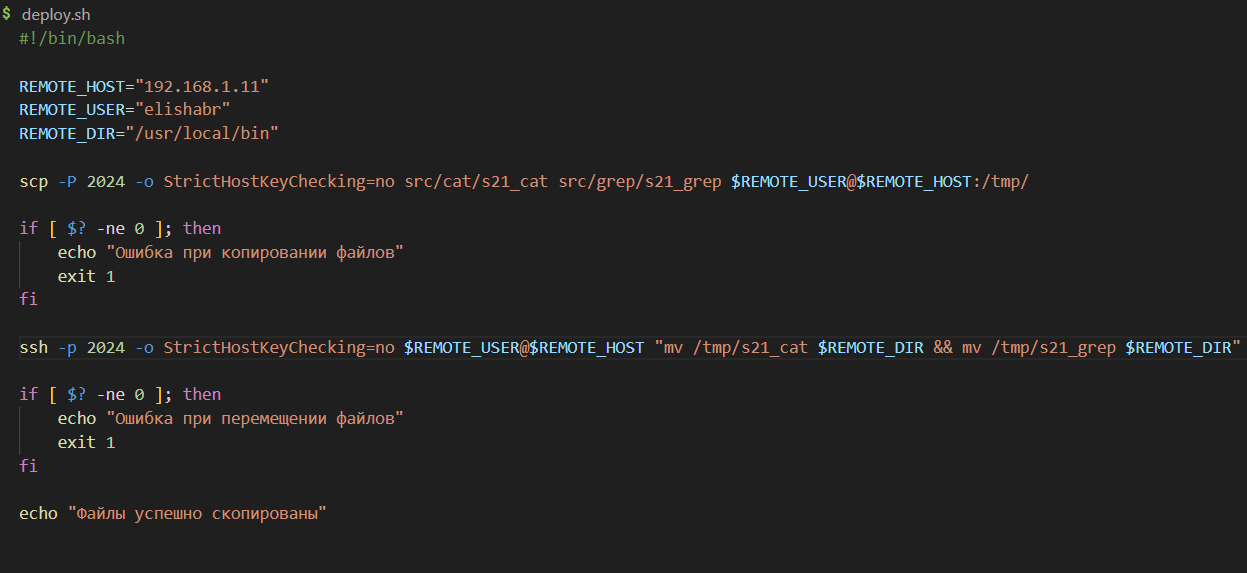 $ deploy.sh
#!/bin/bash
REMOTE_HOST="192.168.1.11"
REMOTE_USER="elishabr"
REMOTE_DIR="/usr/local/bin"
scp -P 2024 -o StrictHostKeyChecking=no src/cat/s21_cat src/grep/s21_grep $REMOTE_USER@$REMOTE_HOST:/tmp/
if [ $? -ne 0 ]; then
    echo "Ошибка при копировании файлов"
    exit 1
fi
ssh -p 2024 -o StrictHostKeyChecking=no $REMOTE_USER@$REMOTE_HOST "mv /tmp/s21_cat $REMOTE_DIR && mv /tmp/s21_grep $REMOTE_DIR"
if [ $? -ne 0 ]; then
    echo "Ошибка при перемещении файлов"
    exit 1
fi
echo "Файлы успешно скопированы"